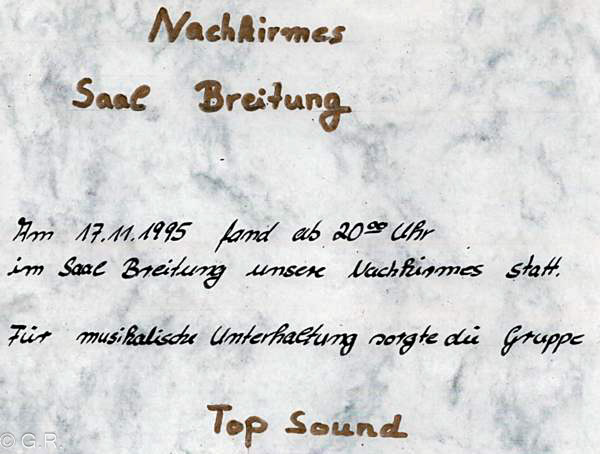 Nachkirmes
Saal Breitung
Am 17.11.1995 fand ab 20⁰⁰ Uhr
im Saal Breitung unsere Nachkirmes statt.
Für musikalische Unterhaltung sorgte die Gruppe
Top Sound
© G.R.